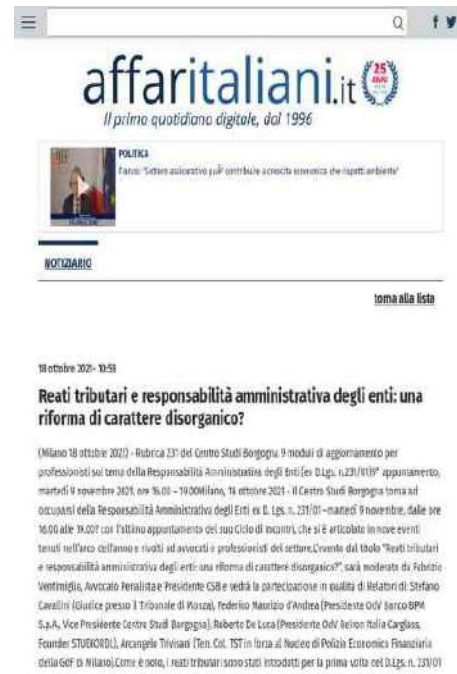 affaritaliani.it
25 ANNI
Il primo quotidiano digitale, dal 1996
POLITICA
NOTIZIARIO
torna alla lista
18 ottobre 2021- 10:59
Reati tributari e responsabilità amministrativa degli enti: una
riforma di carattere disorganico?
(Milano 18 ottobre 2021) - Rubrica 231 del Centro Studi Borgogna 9 moduli di aggiornamento per
professionisti sul tema della Responsabilità Amministrativa degli Enti (ex D.Lgs. n.231/01)9° appuntamento,
martedì 9 novembre 2021, ore 16.00 – 19.00Milano, 18 ottobre 2021 - Il Centro Studi Borgogna torna ad
occuparsi della Responsabilità Amministrativa degli Enti ex D. Lgs. n. 231/01 –martedì 9 novembre, dalle ore
16.00 alle 19.00? con l'ultimo appuntamento del suo Ciclo di incontri, che si è articolato in nove eventi
tenuti nell'arco dell'anno e rivolti ad avvocati e professionisti del settore.L'evento dal titolo "Reati tributari
e responsabilità amministrativa degli enti: una riforma di carattere disorganico?", sarà moderato da Fabrizio
Ventimiglia, Avvocato Penalista e Presidente CSB e vedrà la partecipazione in qualità di Relatori di: Stefano
Cavallini (Giudice presso il Tribunale di Monza), Federico Maurizio d'Andrea (Presidente OdV Banco BPM
S.p.A., Vice Presidente Centro Studi Borgogna), Roberto De Luca (Presidente OdV Belron Italia Carglass,
Founder STUDIORDL), Arcangelo Trivisani (Ten. Col. TST in forza al Nucleo di Polizia Economico Finanziaria
della GdF di Milano).Come è noto, i reati tributari sono stati introdotti per la prima volta nel D.Lgs. n. 231/01